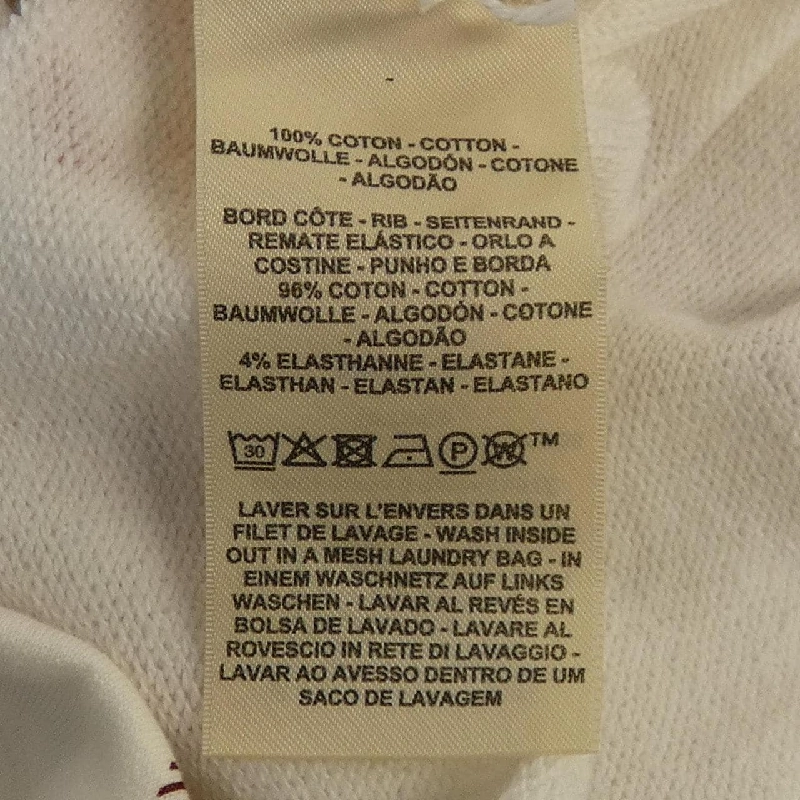 -
100% COTON - COTTON -
BAUMWOLLE - ALGODÓN - COTONE
- ALGODÃO
BORD CÔTE - RIB - SEITENRAND -
REMATE ELÁSTICO - ORLO A
COSTINE - PUNHO E BORDA
96% COTON - COTTON -
BAUMWOLLE - ALGODÓN - COTONE
- ALGODÃO
4% ELASTHANNE - ELASTANE -
ELASTHAN - ELASTAN - ELASTANO
30 P W TM
LAVER SUR L'ENVERS DANS UN
FILET DE LAVAGE - WASH INSIDE
OUT IN A MESH LAUNDRY BAG - IN
EINEM WASCHNETZ AUF LINKS
WASCHEN - LAVAR AL REVÉS EN
BOLSA DE LAVADO - LAVARE AL
ROVESCIO IN RETE DI LAVAGGIO -
LAVAR AO AVESSO DENTRO DE UM
SACO DE LAVAGEM